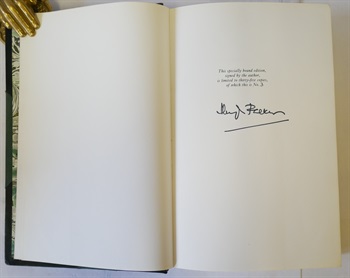 This specially bound edition,
signed by the author,
is limited to thirty-five copies,
of which this is No. 3